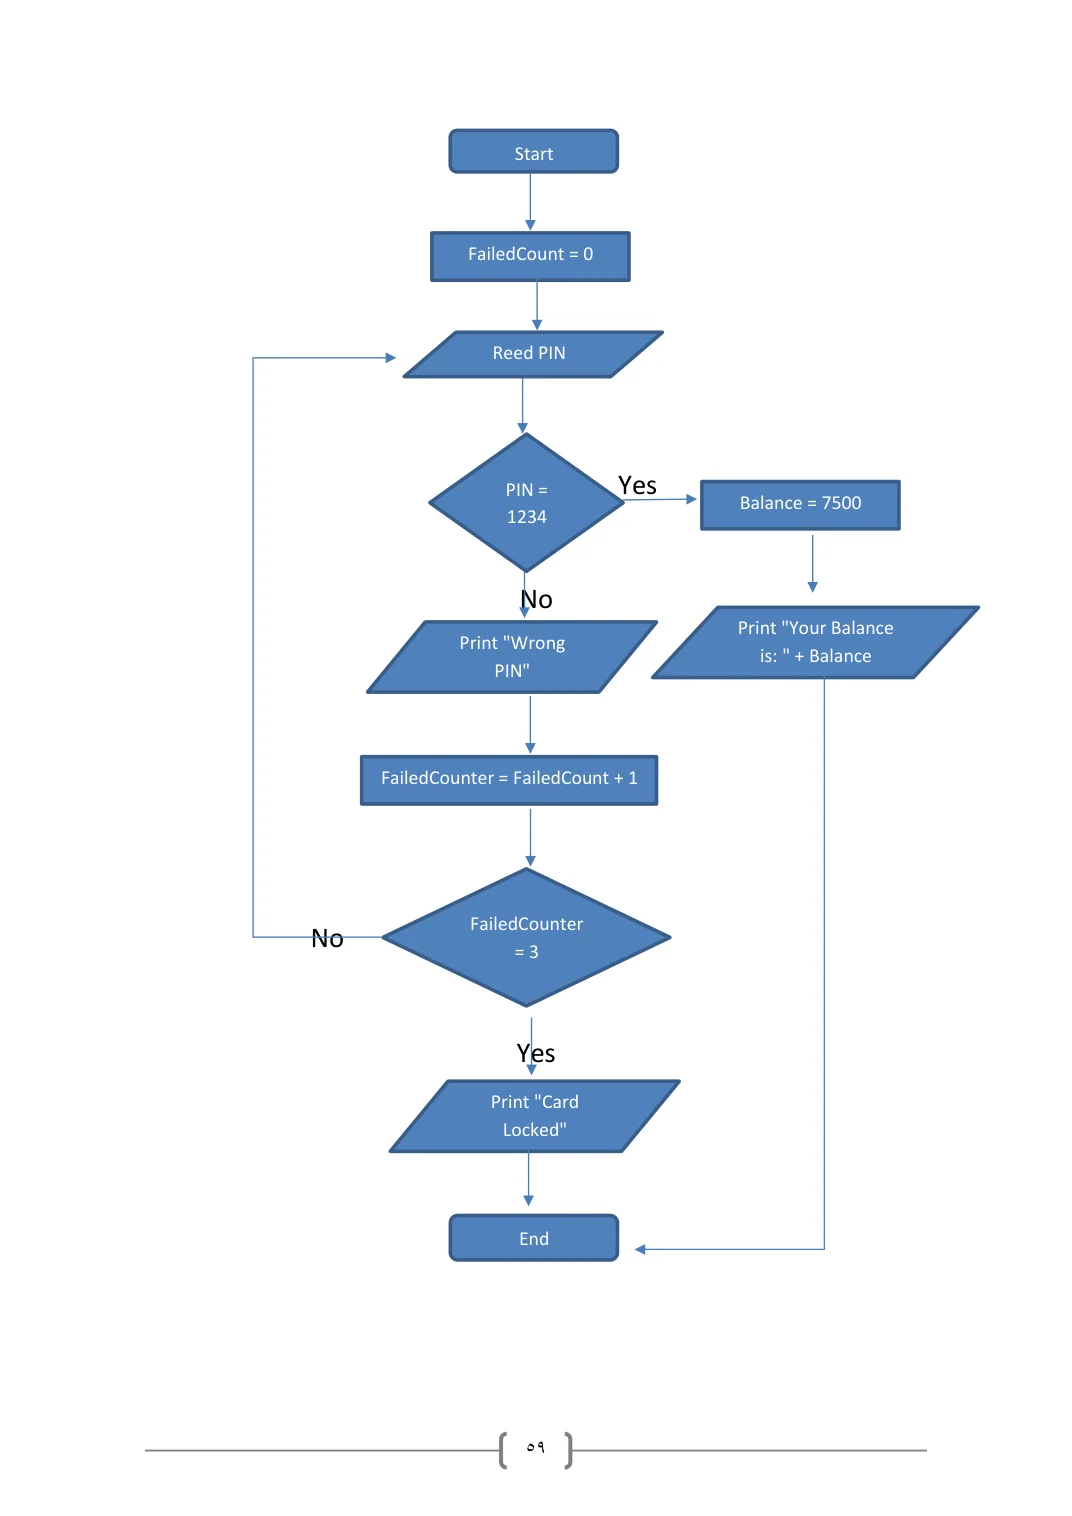 Start
FailedCount = 0
Reed PIN
PIN =
1234
Yes
Balance = 7500
No
Print "Wrong
PIN"
Print "Your Balance
is: " + Balance
FailedCounter = FailedCount + 1
FailedCounter
= 3
No
Yes
Print "Card
Locked"
End
٥٩